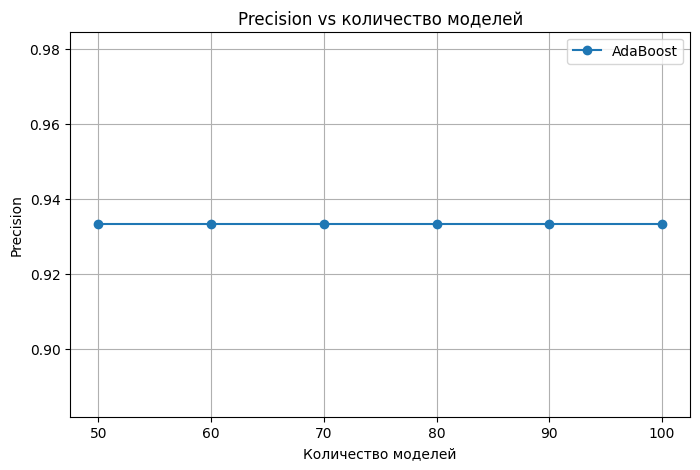 Precision vs количество моделей
AdaBoost
Precision
0.98
0.96
0.94
0.92
0.90
50 60 70 80 90 100
Количество моделей